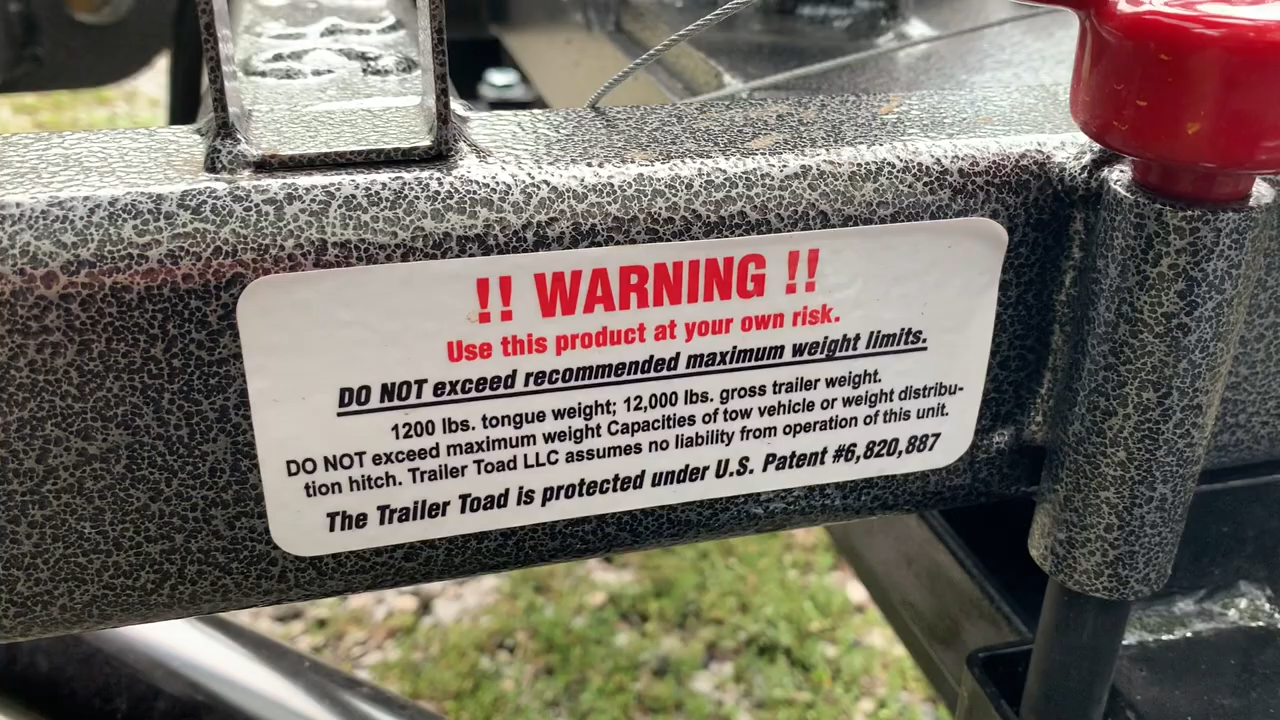 !! WARNING !!
Use this product at your own risk.
DO NOT exceed recommended maximum weight limits.
1200 lbs. tongue weight; 12,000 lbs. gross trailer weight.
DO NOT exceed maximum weight Capacities of tow vehicle or weight distribu-
tion hitch. Trailer Toad LLC assumes no liability from operation of this unit.
The Trailer Toad is protected under U.S. Patent #6,820,887